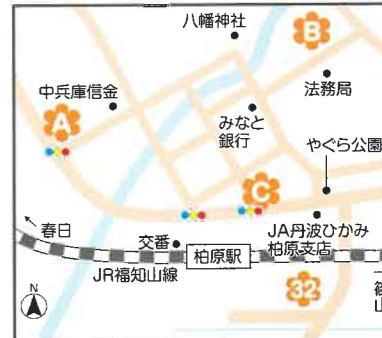 八幡神社
B
中兵庫信金
法務局
A
みなと
銀行
やぐら公園
C
JA丹波ひかみ
柏原支店
春日
交番
柏原駅
JR福知山線
32
篠
山
N